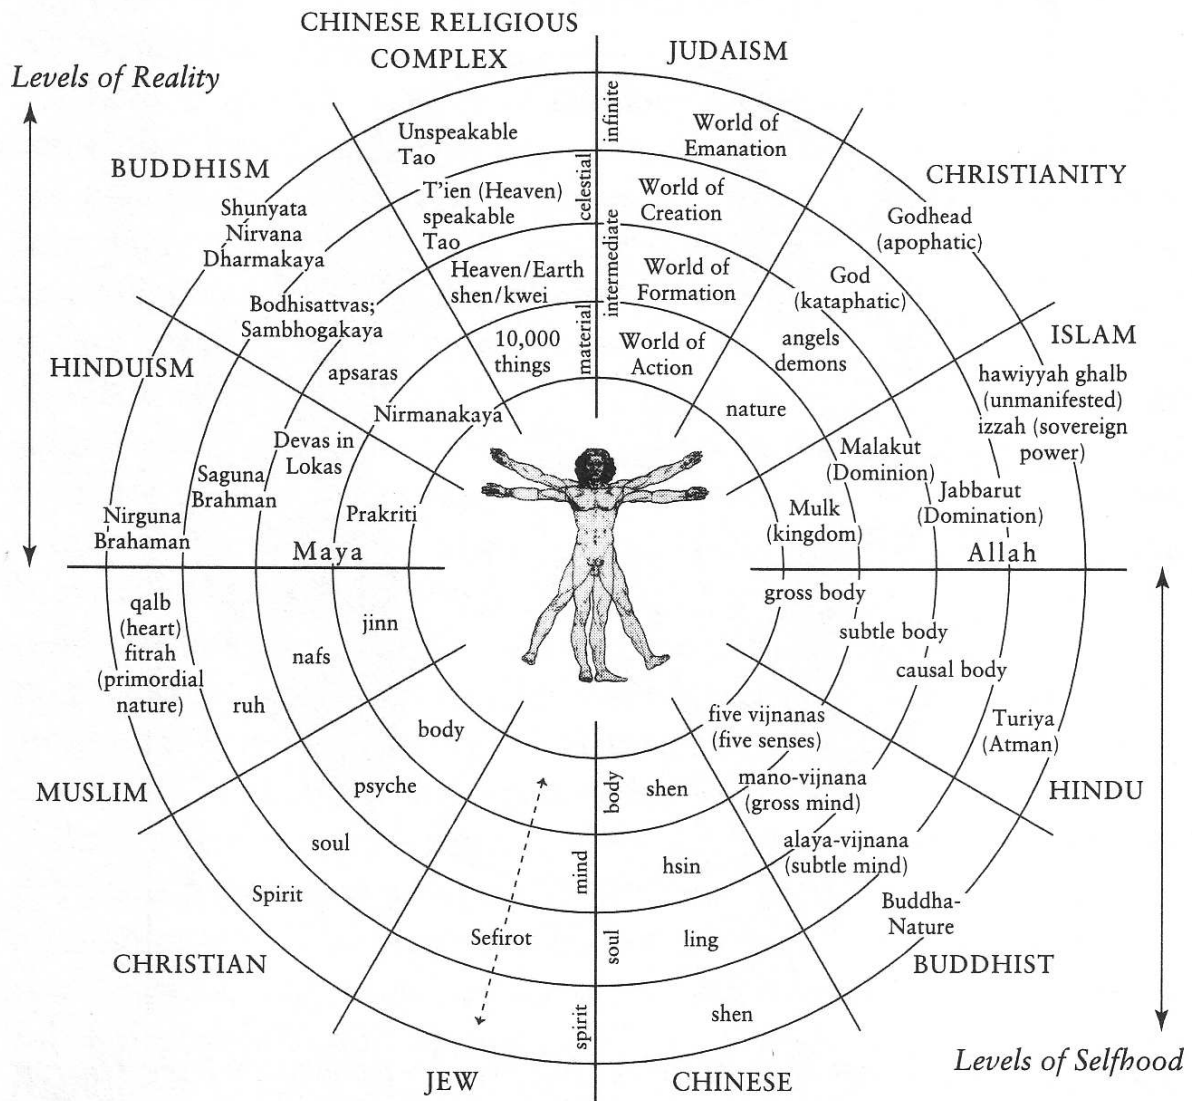 CHINESE RELIGIOUS
COMPLEX
JUDAISM
Levels of Reality
BUDDHISM
CHRISTIANITY
HINDUISM
ISLAM
infinite
celestial
intermediate
material
Unspeakable
Tao
T'ien (Heaven)
speakable
Tao
Heaven/Earth
shen/kwei
10,000
things
World of
Emanation
World of
Creation
World of
Formation
World of
Action
Godhead
(apophatic)
God
(kataphatic)
angels
demons
nature
hawiyyah ghalb
(unmanifested)
izzah (sovereign
power)
Jabbarut
(Domination)
Malakut
(Dominion)
Mulk
(kingdom)
Allah
Shunyata
Nirvana
Dharmakaya
Bodhisattvas;
Sambhogakaya
apsaras
Nirmanakaya
Nirguna
Brahaman
Saguna
Brahman
Devas in
Lokas
Prakriti
Maya
qalb
(heart)
fitrah
(primordial
nature)
ruh
nafs
jinn
MUSLIM
body
psyche
soul
Spirit
CHRISTIAN
Sefirot
JEW
body
mind
soul
spirit
shen
hsin
ling
shen
CHINESE
five vijnanas
(five senses)
mano-vijnana
(gross mind)
alaya-vijnana
(subtle mind)
Buddha-
Nature
BUDDHIST
gross body
subtle body
causal body
Turiya
(Atman)
HINDU
Levels of Selfhood